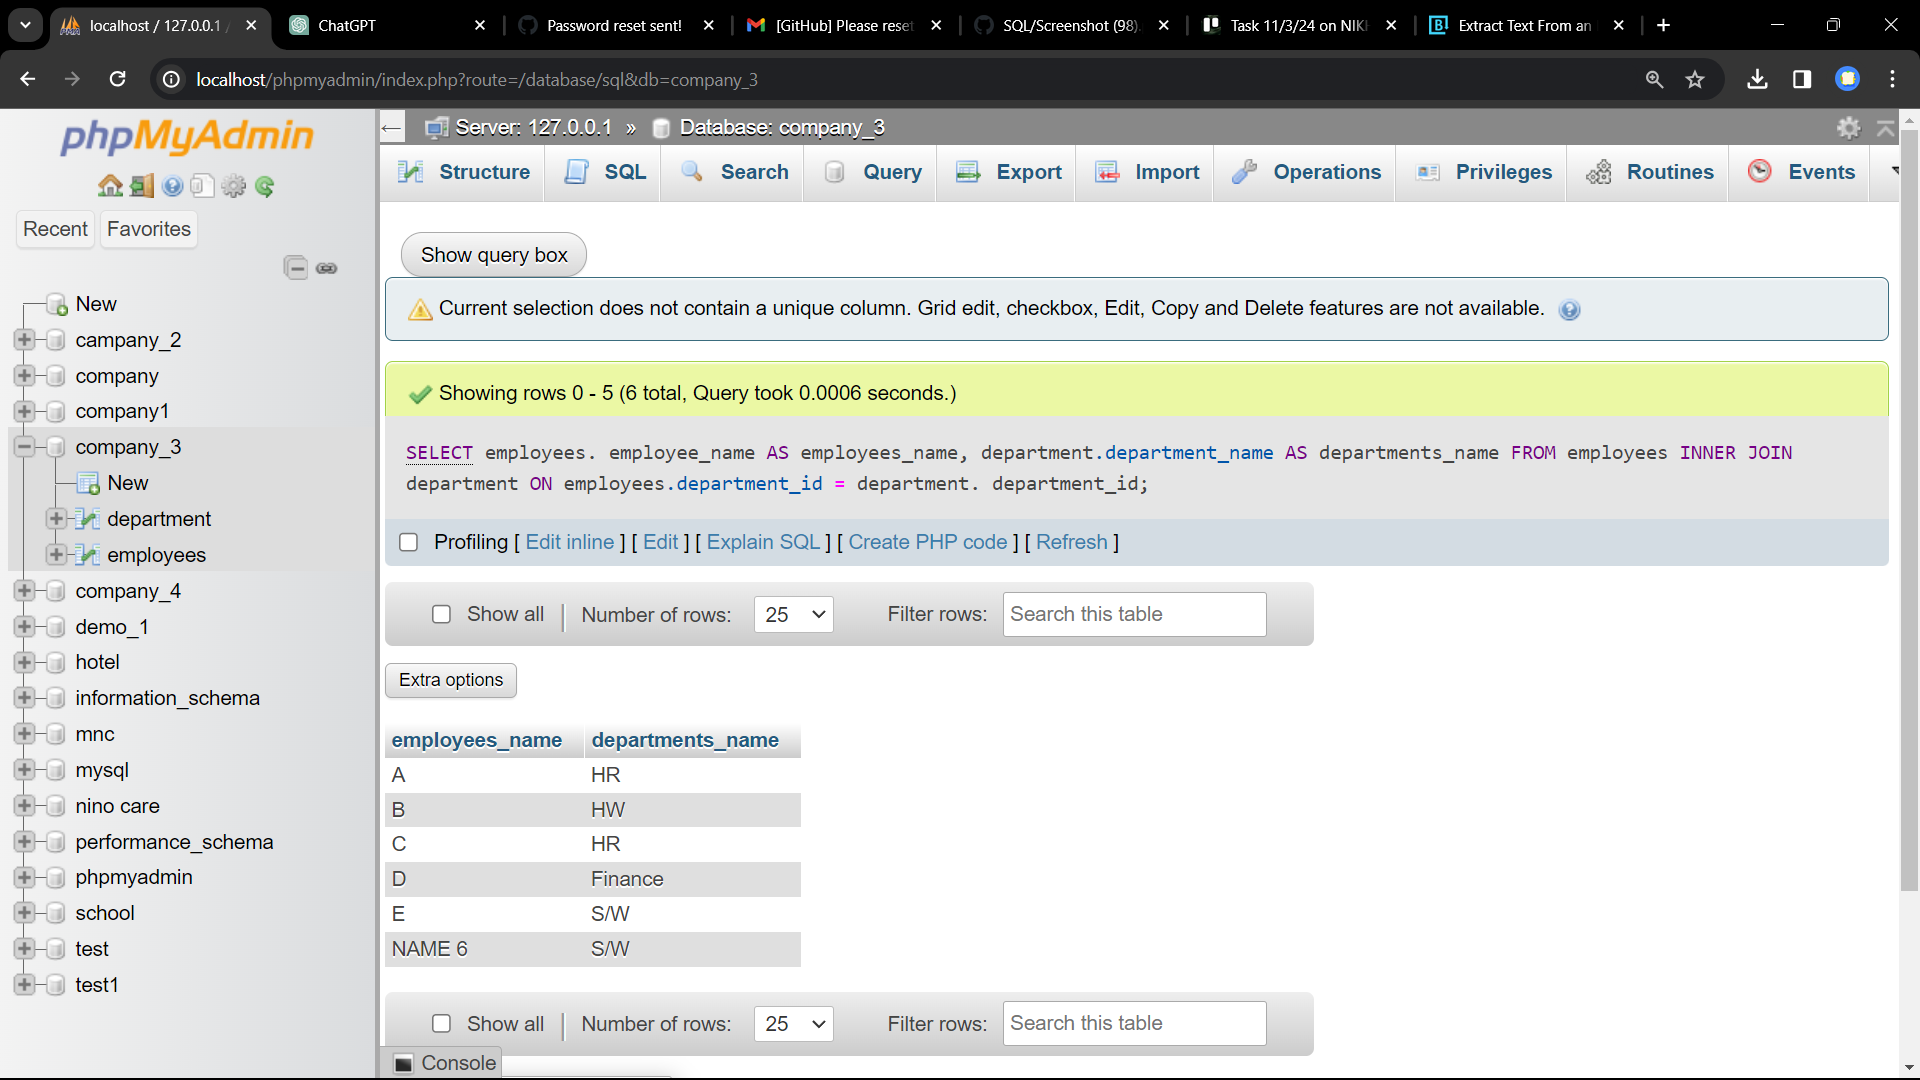 localhost / 127.0.0.1 /
ChatGPT
Password reset sent!
[GitHub] Please reset
SQL/Screenshot (98).
Task 11/3/24 on NIKH
Extract Text From an
localhost/phpmyadmin/index.php?route=/database/sql&db=company_3
phpMyAdmin
Server: 127.0.0.1 » Database: company_3
Structure SQL Search Query Export Import Operations Privileges Routines Events
Recent Favorites
New
campany_2
company
company1
company_3
New
department
employees
company_4
demo_1
hotel
information_schema
mnc
mysql
nino care
performance_schema
phpmyadmin
school
test
test1
Show query box
Current selection does not contain a unique column. Grid edit, checkbox, Edit, Copy and Delete features are not available.
Showing rows 0 - 5 (6 total, Query took 0.0006 seconds.)
SELECT employees. employee_name AS employees_name, department.department_name AS departments_name FROM employees INNER JOIN
department ON employees.department_id = department. department_id;
Profiling [ Edit inline ] [ Edit ] [ Explain SQL ] [ Create PHP code ] [ Refresh ]
Show all | Number of rows: 25 Filter rows: Search this table
Extra options
employees_name departments_name
A HR
B HW
C HR
D Finance
E S/W
NAME 6 S/W
Show all | Number of rows: 25 Filter rows: Search this table
Console